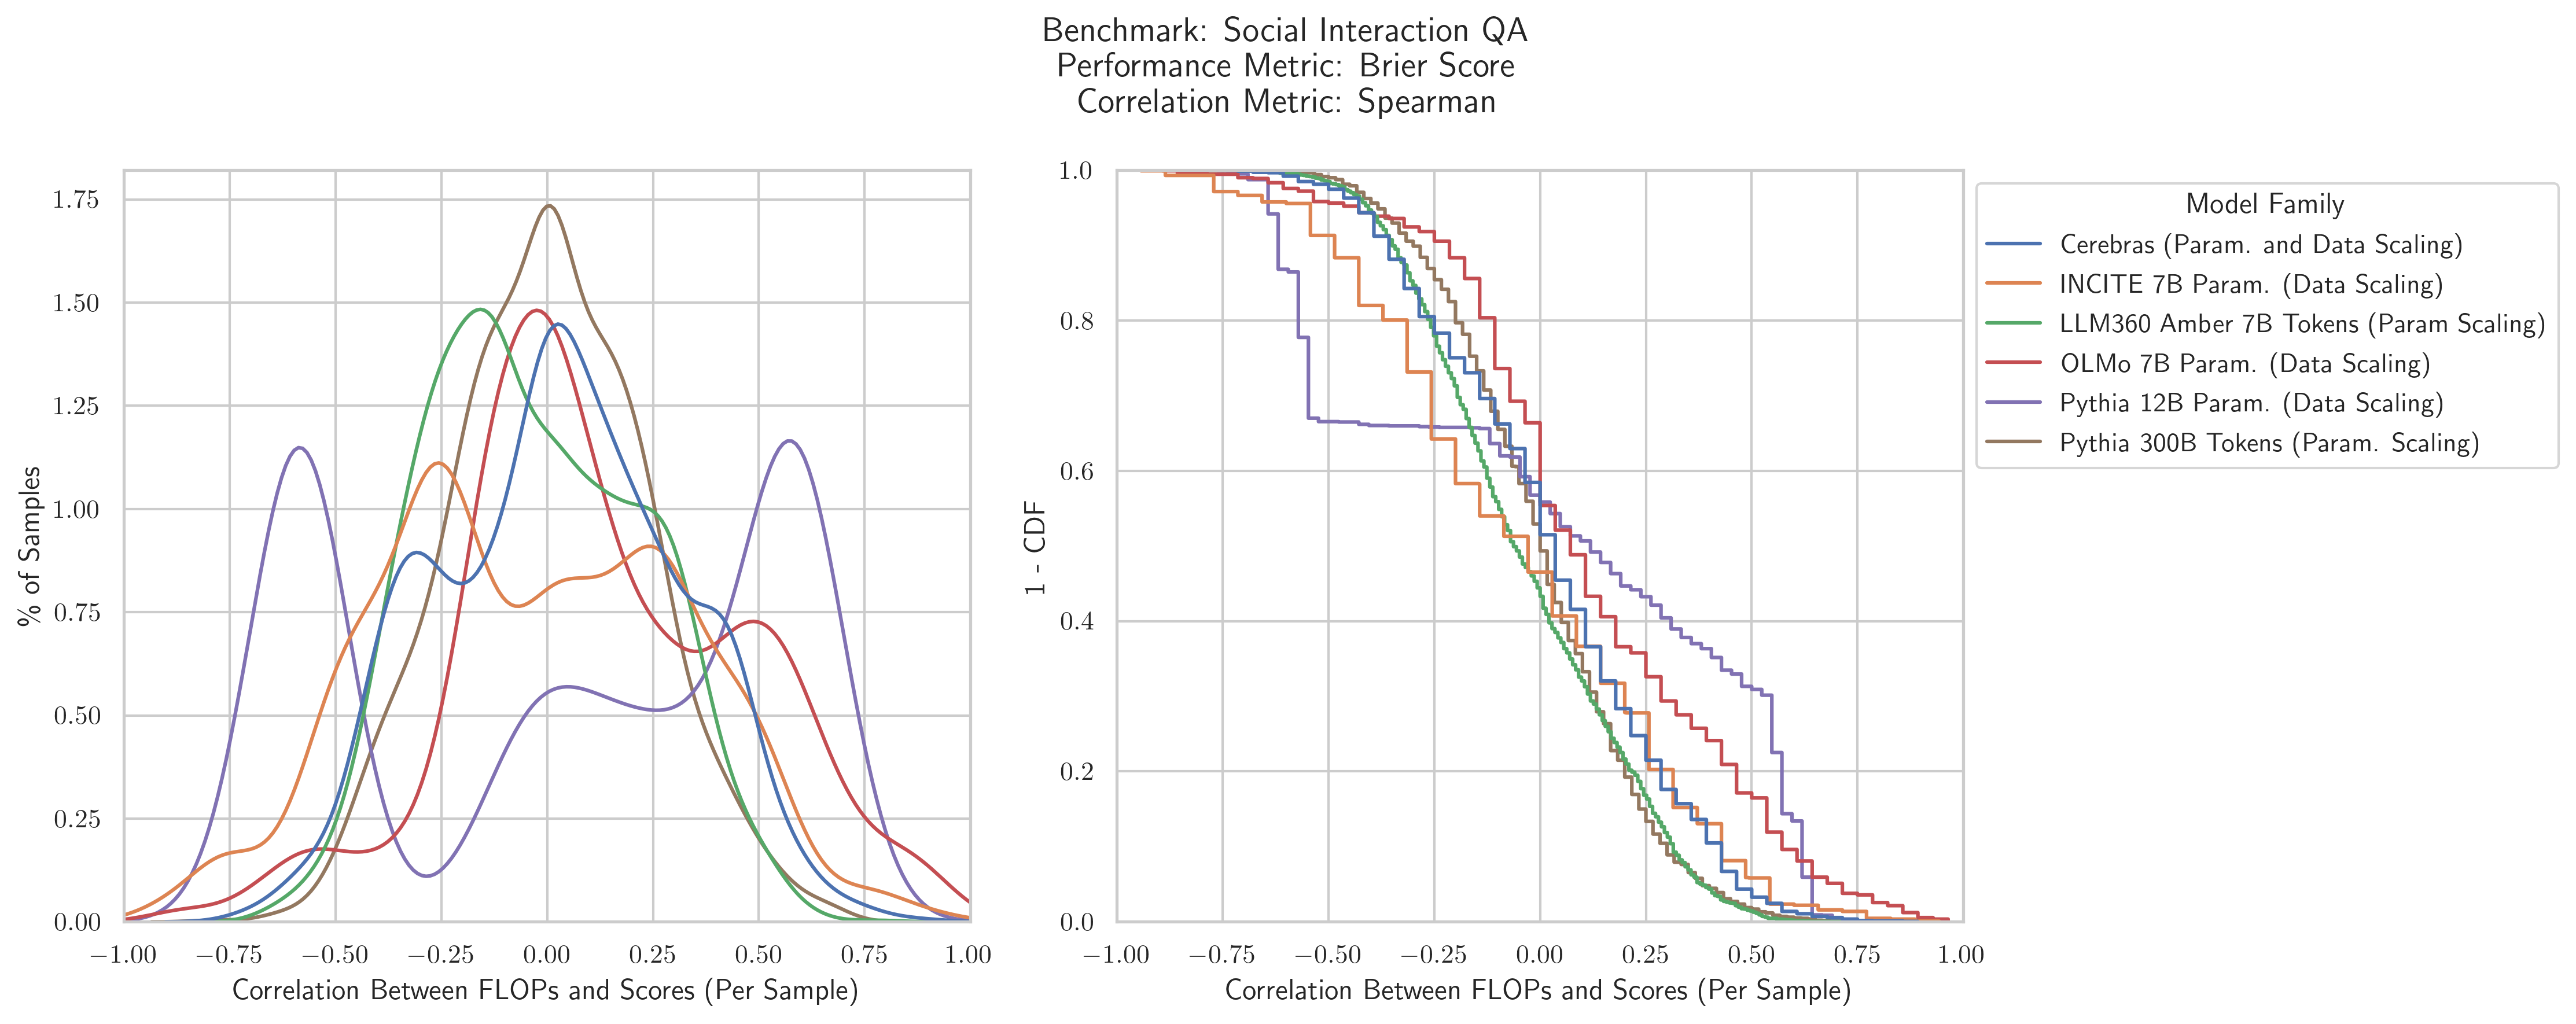 Benchmark: Social Interaction QA
Performance Metric: Brier Score
Correlation Metric: Spearman
% of Samples
1.75
1.50
1.25
1.00
0.75
0.50
0.25
0.00
−1.00 −0.75 −0.50 −0.25 0.00 0.25 0.50 0.75 1.00
Correlation Between FLOPs and Scores (Per Sample)
1 - CDF
1.0
0.8
0.6
0.4
0.2
0.0
−1.00 −0.75 −0.50 −0.25 0.00 0.25 0.50 0.75 1.00
Correlation Between FLOPs and Scores (Per Sample)
Model Family
Cerebras (Param. and Data Scaling)
INCITE 7B Param. (Data Scaling)
LLM360 Amber 7B Tokens (Param Scaling)
OLMo 7B Param. (Data Scaling)
Pythia 12B Param. (Data Scaling)
Pythia 300B Tokens (Param. Scaling)